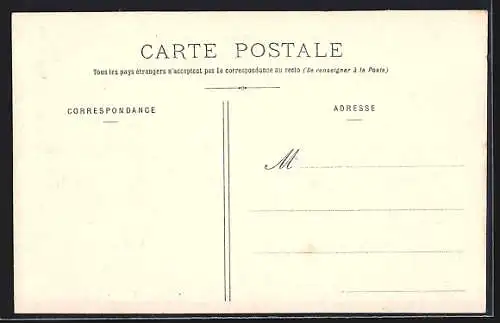 CARTE POSTALE
Tous les pays étrangers n'acceptent pas la correspondance au recto (Se renseigner à la Poste)
CORRESPONDANCE
ADRESSE
M